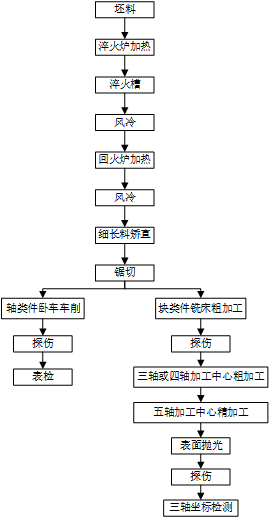 坯料
淬火炉加热
淬火槽
风冷
回火炉加热
风冷
细长料矫直
锯切
轴类件卧车车削
块类件铣床粗加工
探伤
探伤
表检
三轴或四轴加工中心粗加工
五轴加工中心精加工
表面抛光
探伤
三轴坐标检测